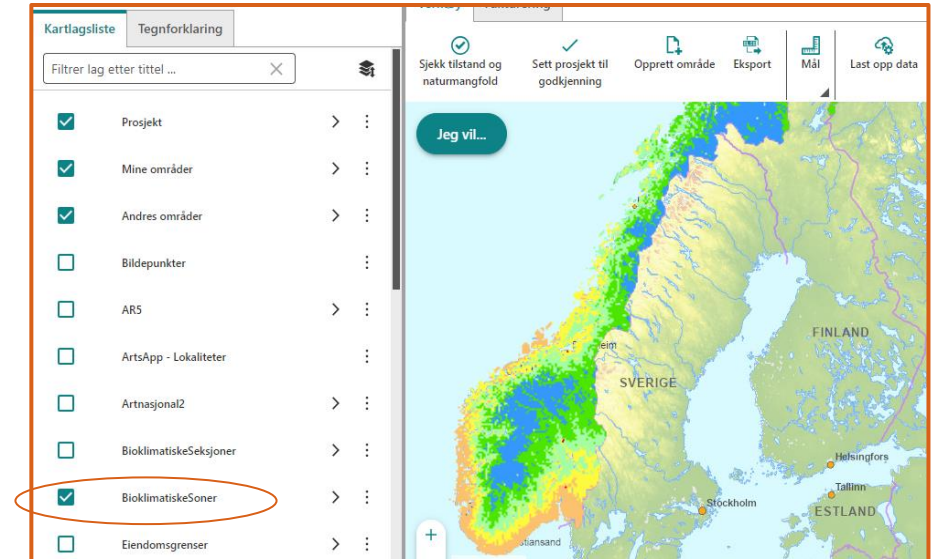 Kartlagsliste
Tegnforklaring
Filtrer lag etter tittel ...
Prosjekt
Mine områder
Andres områder
Bildepunkter
AR5
ArtsApp - Lokaliteter
Artnasjonal2
BioklimatiskeSeksjoner
BioklimatiskeSoner
Eiendomsgrenser
Sjekk tilstand og
naturmangfold
Sett prosjekt til
godkjenning
Opprett område
Eksport
Mål
Last opp data
Jeg vil...
FINLAND
SVERIGE
Helsingfors
Tallinn
Stockholm
ESTLAND